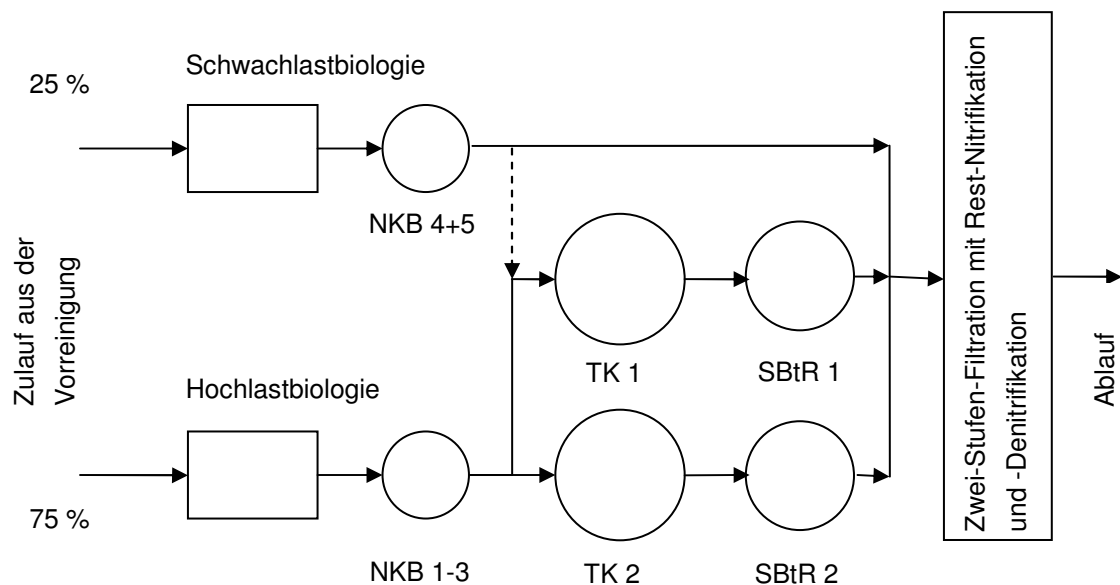 Schwachlastbiologie
25 %
NKB 4+5
Zulauf aus der
Vorreinigung
TK 1
SBtR 1
Hochlastbiologie
75 %
NKB 1-3
TK 2
SBtR 2
Zwei-Stufen-Filtration mit Rest-Nitrifikation
und -Denitrifikation
Ablauf